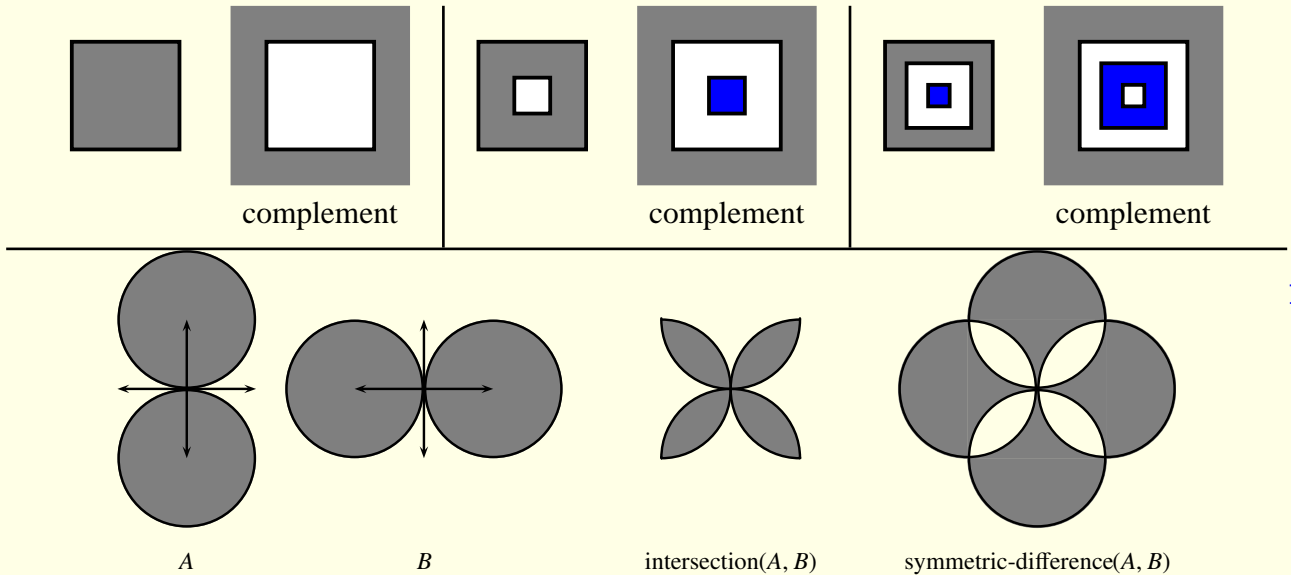 complement
complement
complement
A
B
intersection(A, B)
symmetric-difference(A, B)